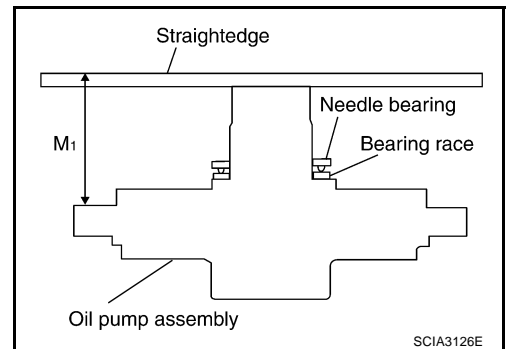 Straightedge
Needle bearing
M1
Bearing race
Oil pump assembly
SCIA3126E